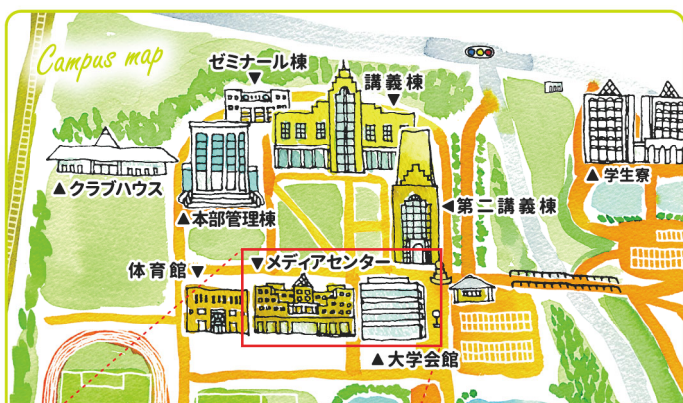 Campus map
ゼミナール棟
▼
講義棟
▼
▲クラブハウス
▲本部管理棟
▲学生寮
◀第二講義棟
体育館▼
▼メディアセンター
▲大学会館